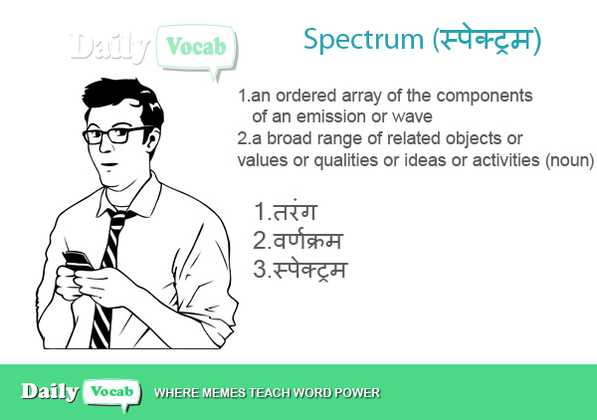 Daily Vocab
Spectrum (स्पेक्ट्रम)
1.an ordered array of the components
of an emission or wave
2.a broad range of related objects or
values or qualities or ideas or activities (noun)
1.तरंग
2.वर्णक्रम
3.स्पेक्ट्रम
Daily Vocab WHERE MEMES TEACH WORD POWER